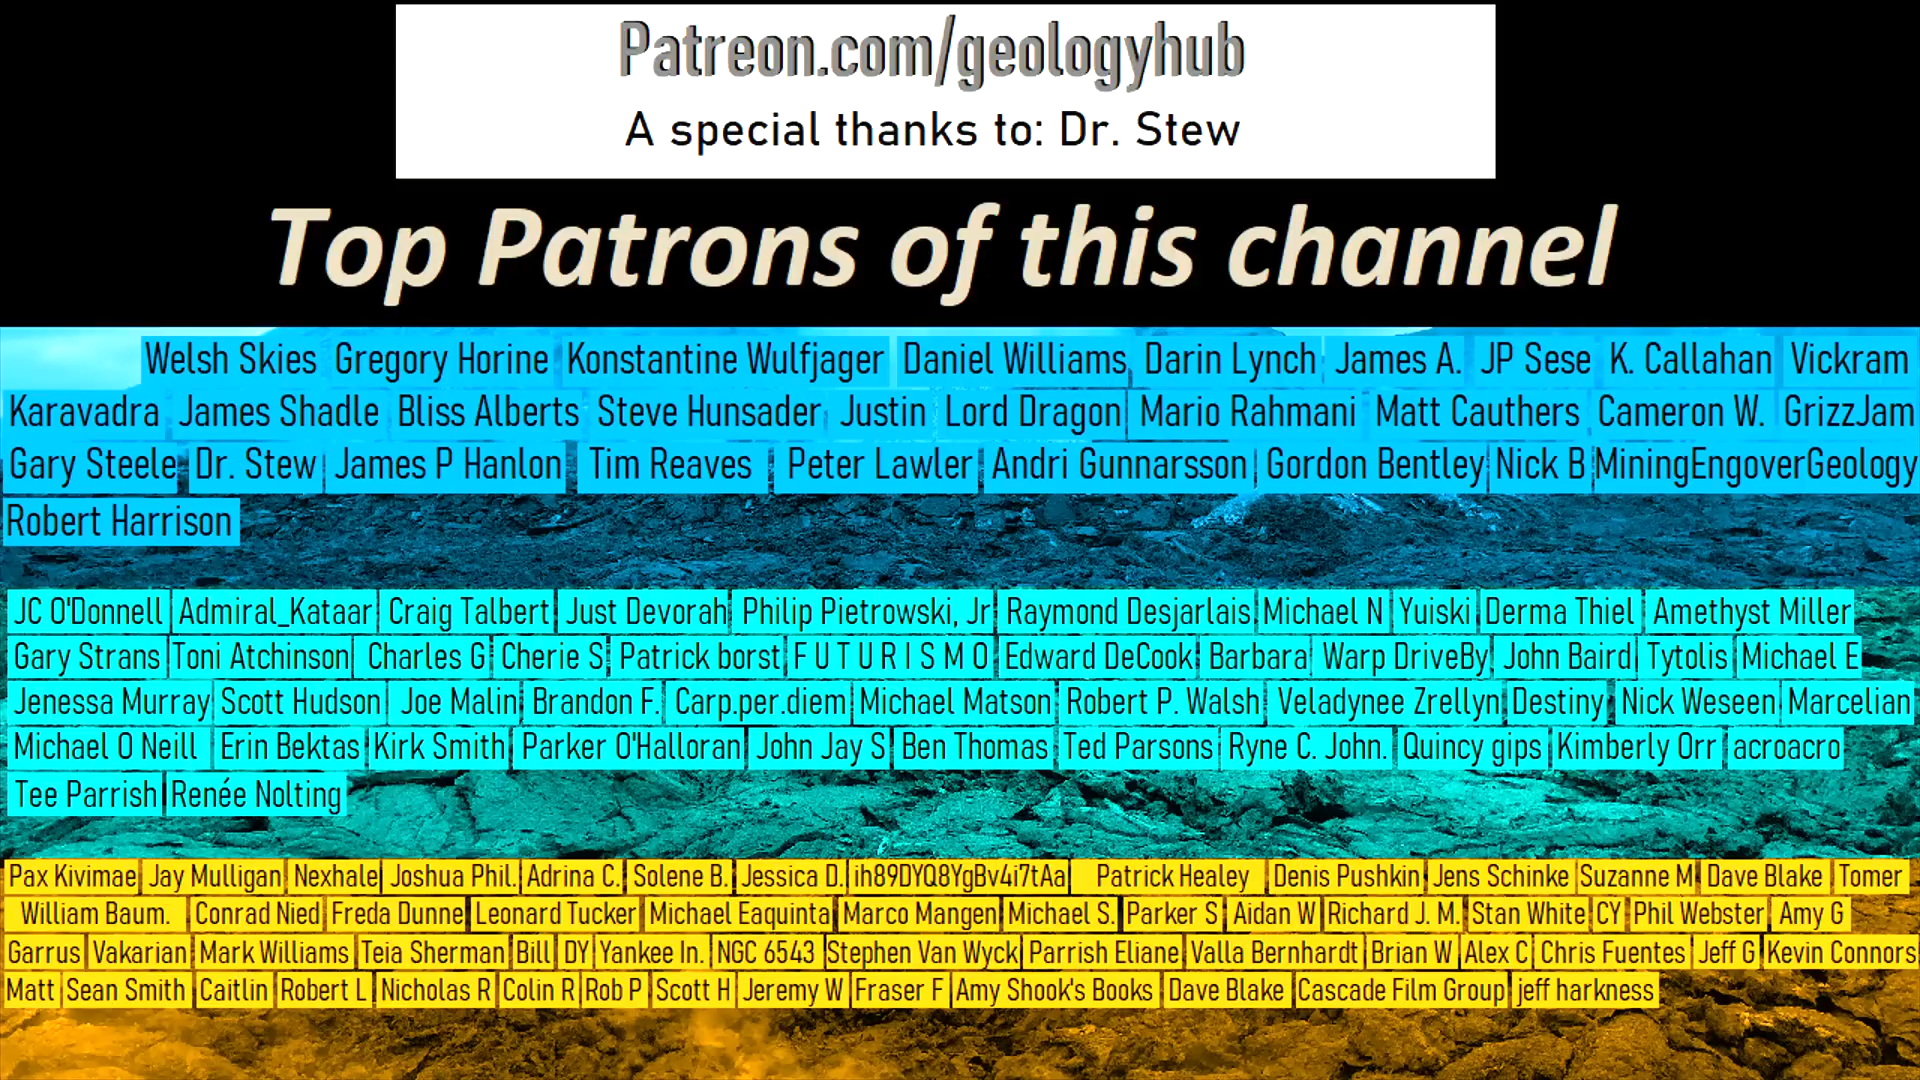 Patreon.com/geologyhub
A special thanks to: Dr. Stew
Top Patrons of this channel
Welsh Skies Gregory Horine Konstantine Wulfjager Daniel Williams Darin Lynch James A. JP Sese K. Callahan Vickram
Karavadra James Shadle Bliss Alberts Steve Hunsader Justin Lord Dragon Mario Rahmani Matt Cauthers Cameron W. GrizzJam
Gary Steele Dr. Stew James P Hanlon Tim Reaves Peter Lawler Andri Gunnarsson Gordon Bentley Nick B MiningEngoverGeology
Robert Harrison
JC O'Donnell Admiral_Kataar Craig Talbert Just Devorah Philip Pietrowski, Jr Raymond Desjarlais Michael N Yuiski Derma Thiel Amethyst Miller
Gary Strans Toni Atchinson Charles G Cherie S Patrick borst F U T U R I S M O Edward DeCook Barbara Warp DriveBy John Baird Tytolis Michael E
Jenessa Murray Scott Hudson Joe Malin Brandon F. Carp.per.diem Michael Matson Robert P. Walsh Veladynee Zrellyn Destiny Nick Weseen Marcelian
Michael O Neill Erin Bektas Kirk Smith Parker O'Halloran John Jay S Ben Thomas Ted Parsons Ryne C. John. Quincy gips Kimberly Orr acroacro
Tee Parrish Renée Nolting
Pax Kivimae Jay Mulligan Nexhale Joshua Phil. Adrina C. Solene B. Jessica D. ih89DYQ8YgBv4i7tAa Patrick Healey Denis Pushkin Jens Schinke Suzanne M Dave Blake Tomer
William Baum. Conrad Nied Freda Dunne Leonard Tucker Michael Eaquinta Marco Mangen Michael S. Parker S Aidan W Richard J. M. Stan White CY Phil Webster Amy G
Garrus Vakarian Mark Williams Teia Sherman Bill DY Yankee In. NGC 6543 Stephen Van Wyck Parrish Eliane Valla Bernhardt Brian W Alex C Chris Fuentes Jeff G Kevin Connors
Matt Sean Smith Caitlin Robert L Nicholas R Colin R Rob P Scott H Jeremy W Fraser F Amy Shook's Books Dave Blake Cascade Film Group jeff harkness